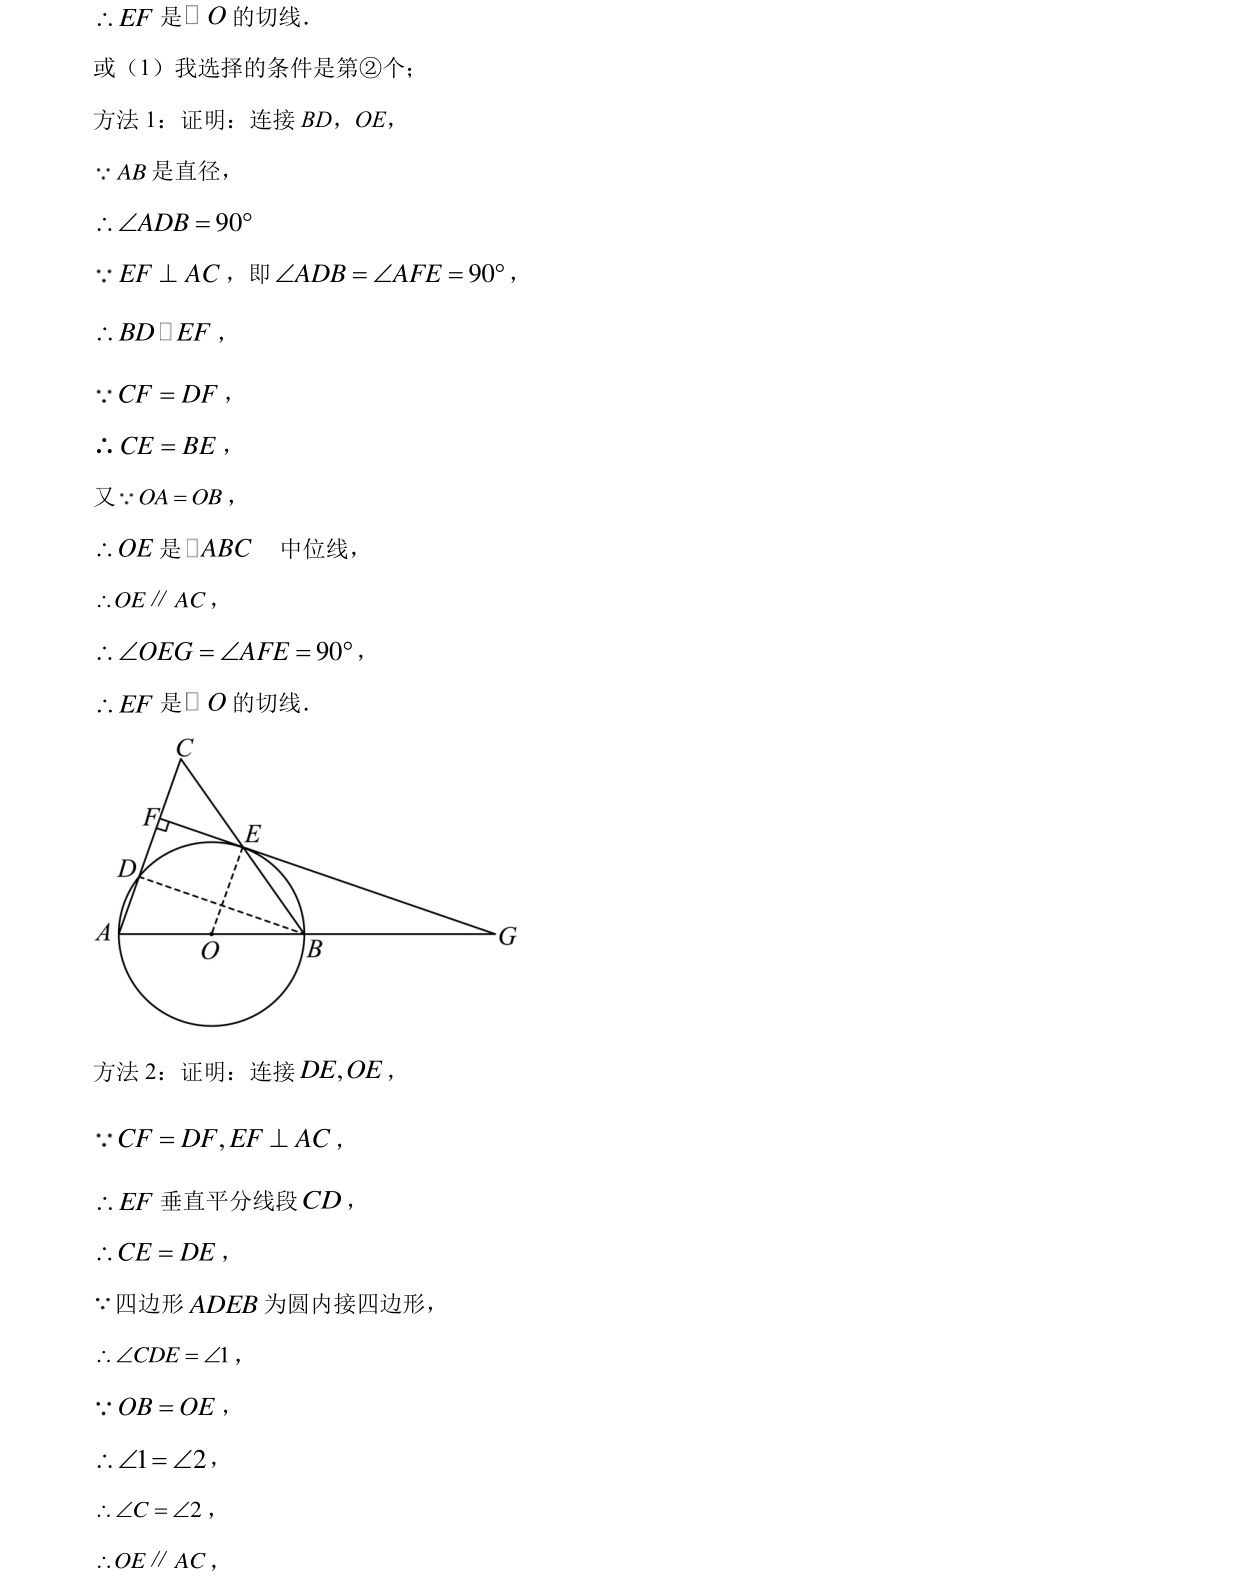 ∴EF 是□ O 的切线.
或（1）我选择的条件是第②个；
方法 1：证明：连接 BD，OE，
∵AB 是直径，
∴∠ADB = 90°
∵EF ⊥ AC，即∠ADB = ∠AFE = 90°，
∴BD□EF，
∵CF = DF，
∴CE = BE，
又∵OA = OB，
∴OE 是□ABC 中位线，
∴OE∥AC，
∴∠OEG = ∠AFE = 90°，
∴EF 是□ O 的切线.
C
F
E
D
A
O
B
G
方法 2：证明：连接DE,OE，
∵CF = DF,EF ⊥ AC，
∴EF 垂直平分线段CD，
∴CE = DE，
∵四边形 ADEB 为圆内接四边形，
∴∠CDE = ∠1，
∵OB = OE，
∴∠1 = ∠2，
∴∠C = ∠2，
∴OE∥AC，